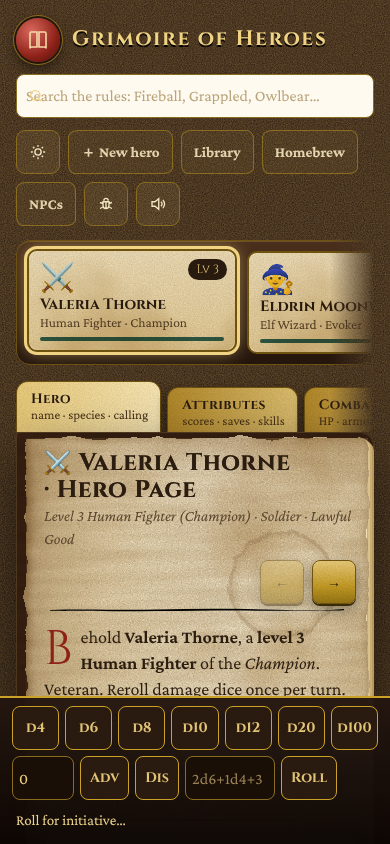 Grimoire of Heroes
Search the rules: Fireball, Grappled, Owlbear...
+ New hero
Library
Homebrew
NPCs
Lv 3
Valeria Thorne
Human Fighter · Champion
Eldrin Moon
Elf Wizard · Evoker
Hero
name · species · calling
Attributes
scores · saves · skills
Comba
HP · armo
Valeria Thorne
· Hero Page
Level 3 Human Fighter (Champion) · Soldier · Lawful
Good
← →
Behold Valeria Thorne, a level 3
Human Fighter of the Champion.
Veteran. Reroll damage dice once per turn.
D4 D6 D8 D10 D12 D20 D100
0 Adv Dis 2d6+1d4+3 Roll
Roll for initiative...